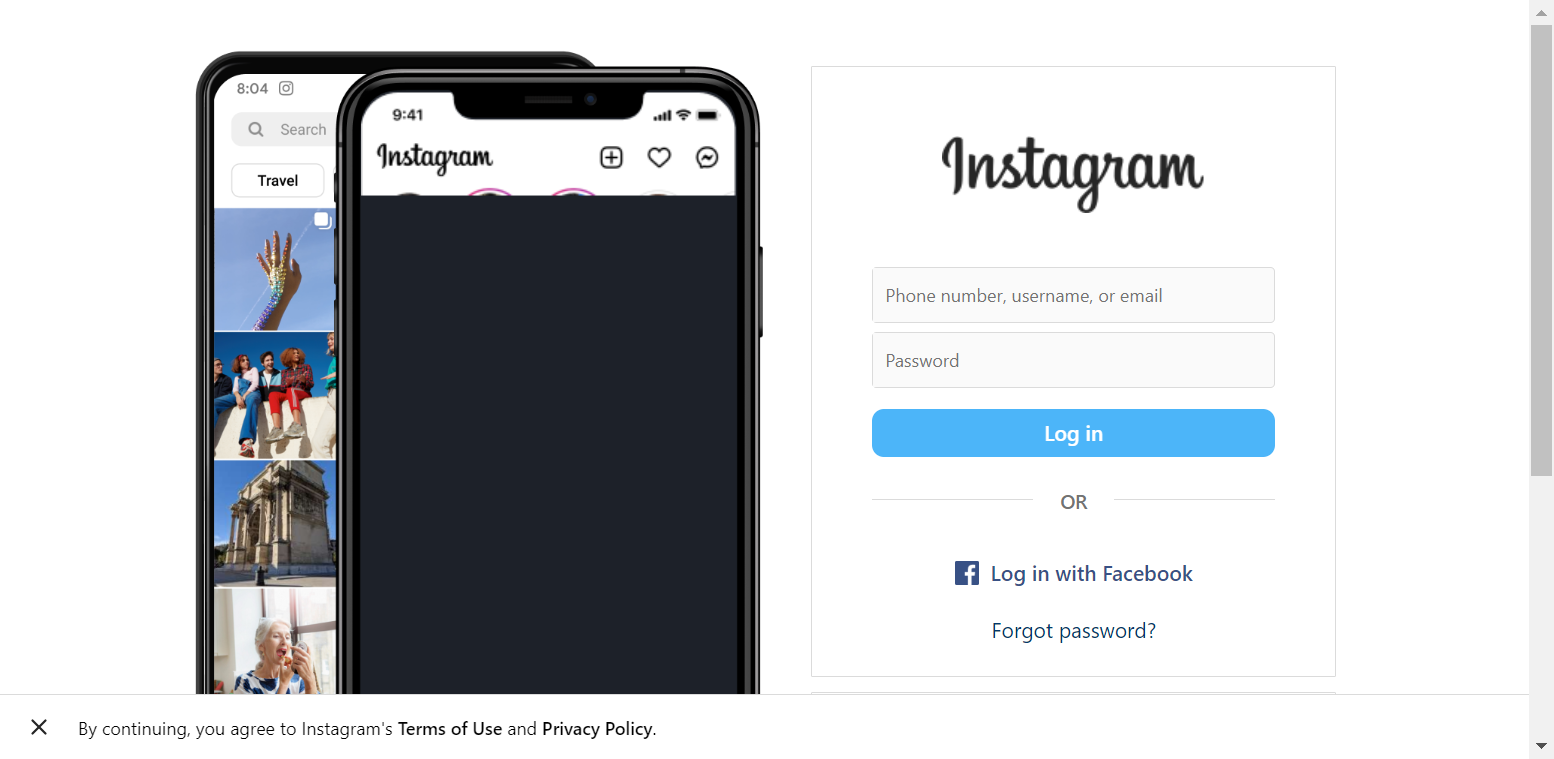 8:04
Search
Travel
9:41
Instagram
Instagram
Phone number, username, or email
Password
Log in
OR
Log in with Facebook
Forgot password?
By continuing, you agree to Instagram's Terms of Use and Privacy Policy.